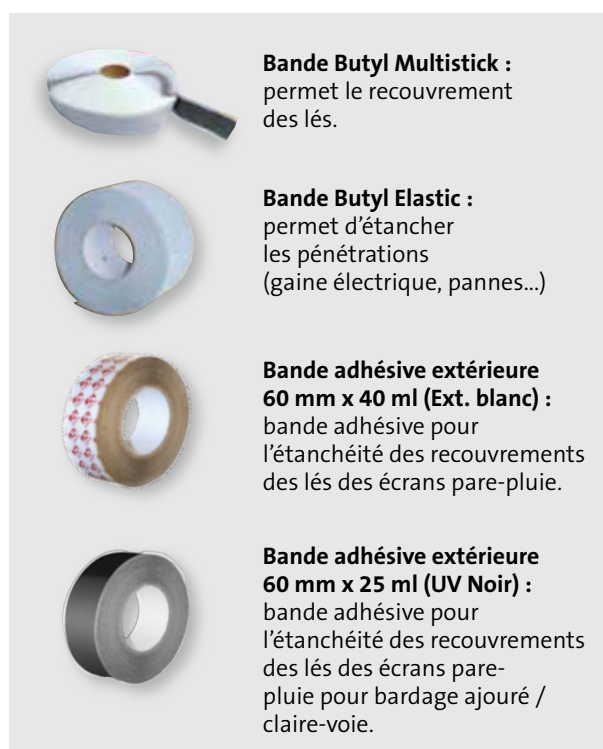 Bande Butyl Multistick :
permet le recouvrement
des lés.
Bande Butyl Elastic :
permet d'étancher
les pénétrations
(gaine électrique, pannes...)
Bande adhésive extérieure
60 mm x 40 ml (Ext. blanc) :
bande adhésive pour
l'étanchéité des recouvrements
des lés des écrans pare-pluie.
Bande adhésive extérieure
60 mm x 25 ml (UV Noir) :
bande adhésive pour
l'étanchéité des recouvrements
des lés des écrans pare-
pluie pour bardage ajouré /
claire-voie.